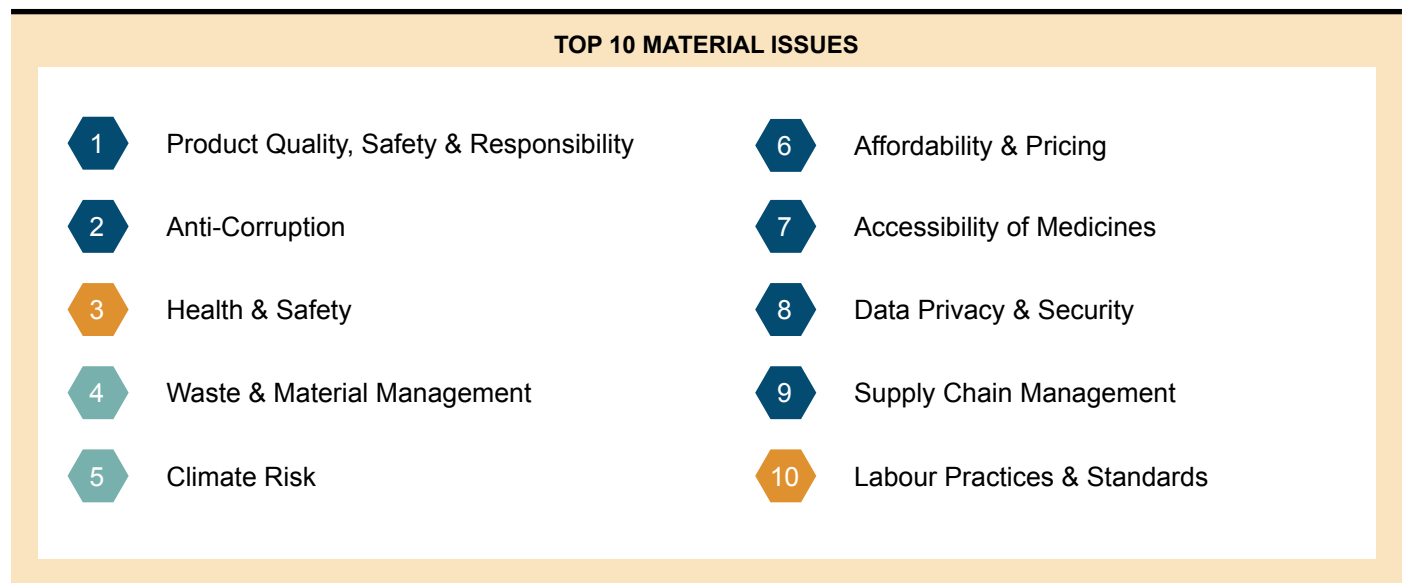 TOP 10 MATERIAL ISSUES
1 Product Quality, Safety & Responsibility
2 Anti-Corruption
3 Health & Safety
4 Waste & Material Management
5 Climate Risk
6 Affordability & Pricing
7 Accessibility of Medicines
8 Data Privacy & Security
9 Supply Chain Management
10 Labour Practices & Standards